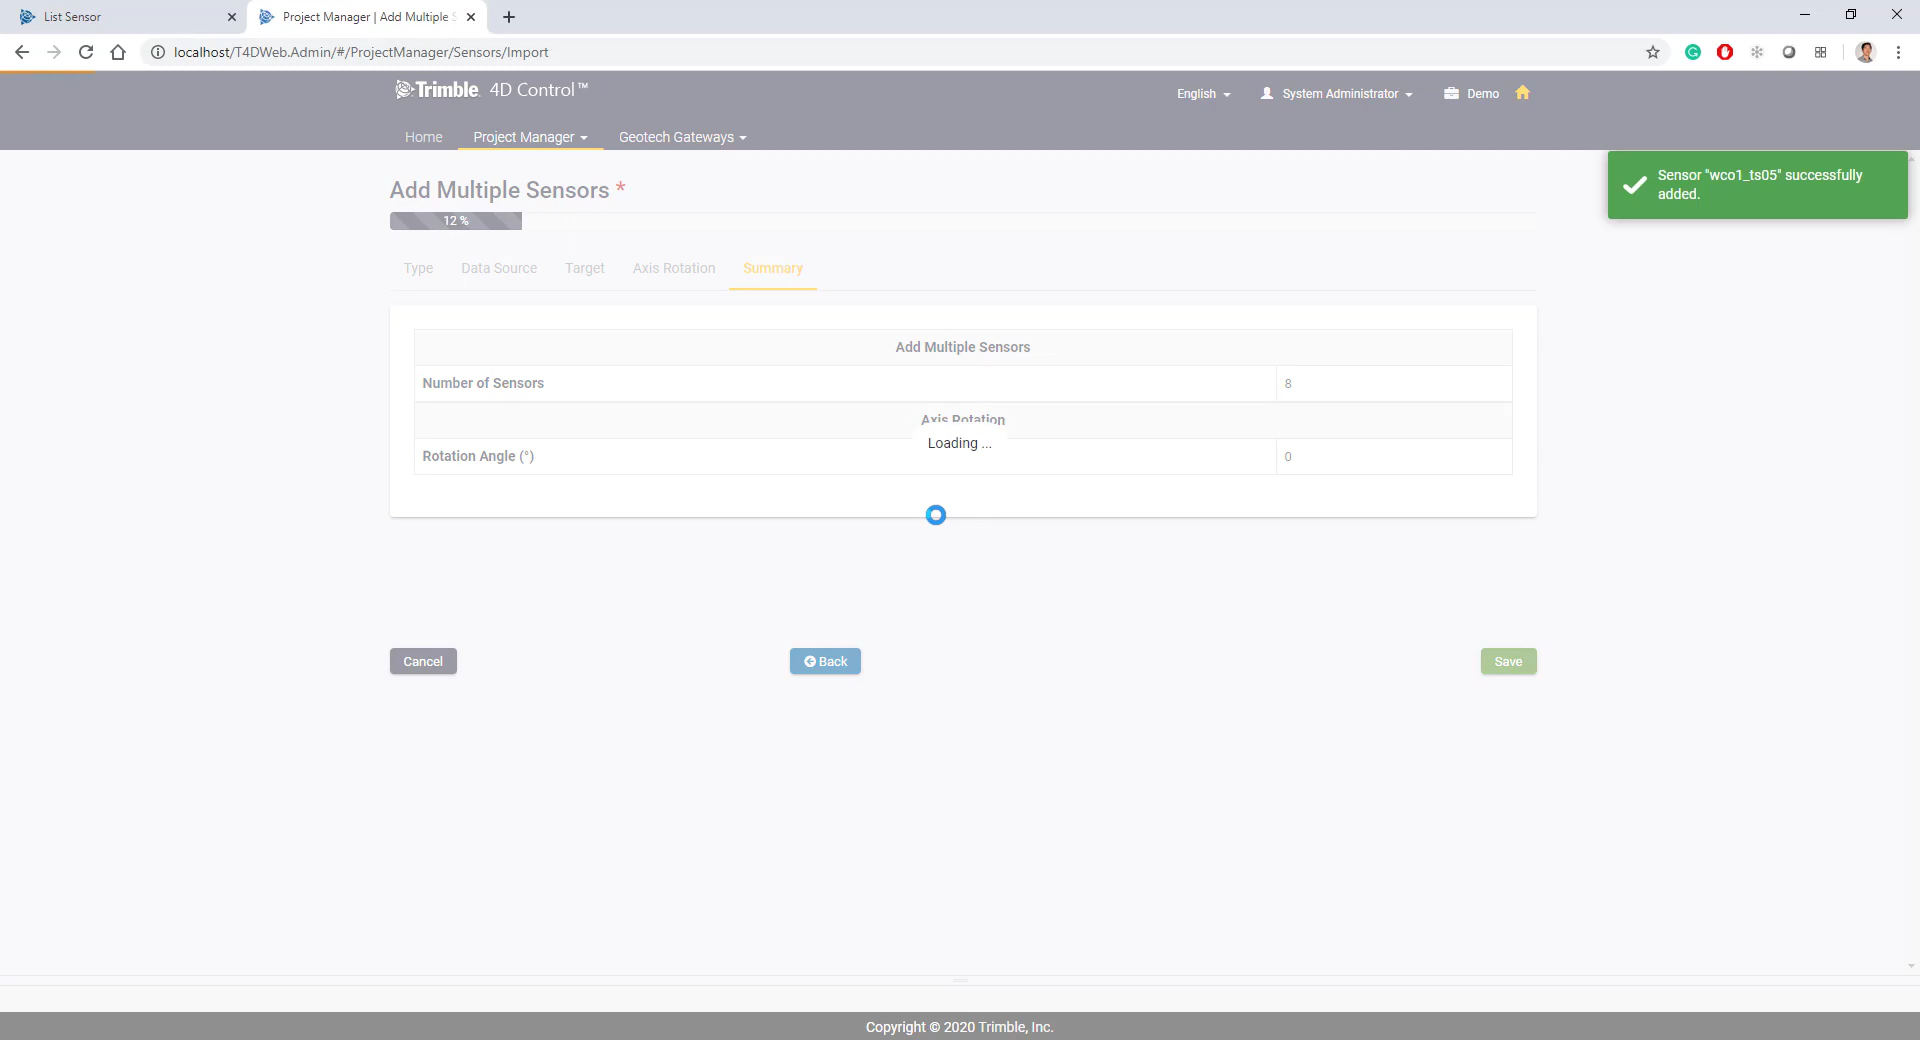 List Sensor
Project Manager | Add Multiple S
localhost/T4DWeb.Admin/#/ProjectManager/Sensors/Import
Trimble 4D Control™
English
System Administrator
Demo
Home
Project Manager
Geotech Gateways
Sensor "wco1_ts05" successfully
added.
Add Multiple Sensors *
12 %
Type
Data Source
Target
Axis Rotation
Summary
Add Multiple Sensors
Number of Sensors
8
Axis Rotation
Loading ...
Rotation Angle (°)
0
Cancel
Back
Save
Copyright © 2020 Trimble, Inc.